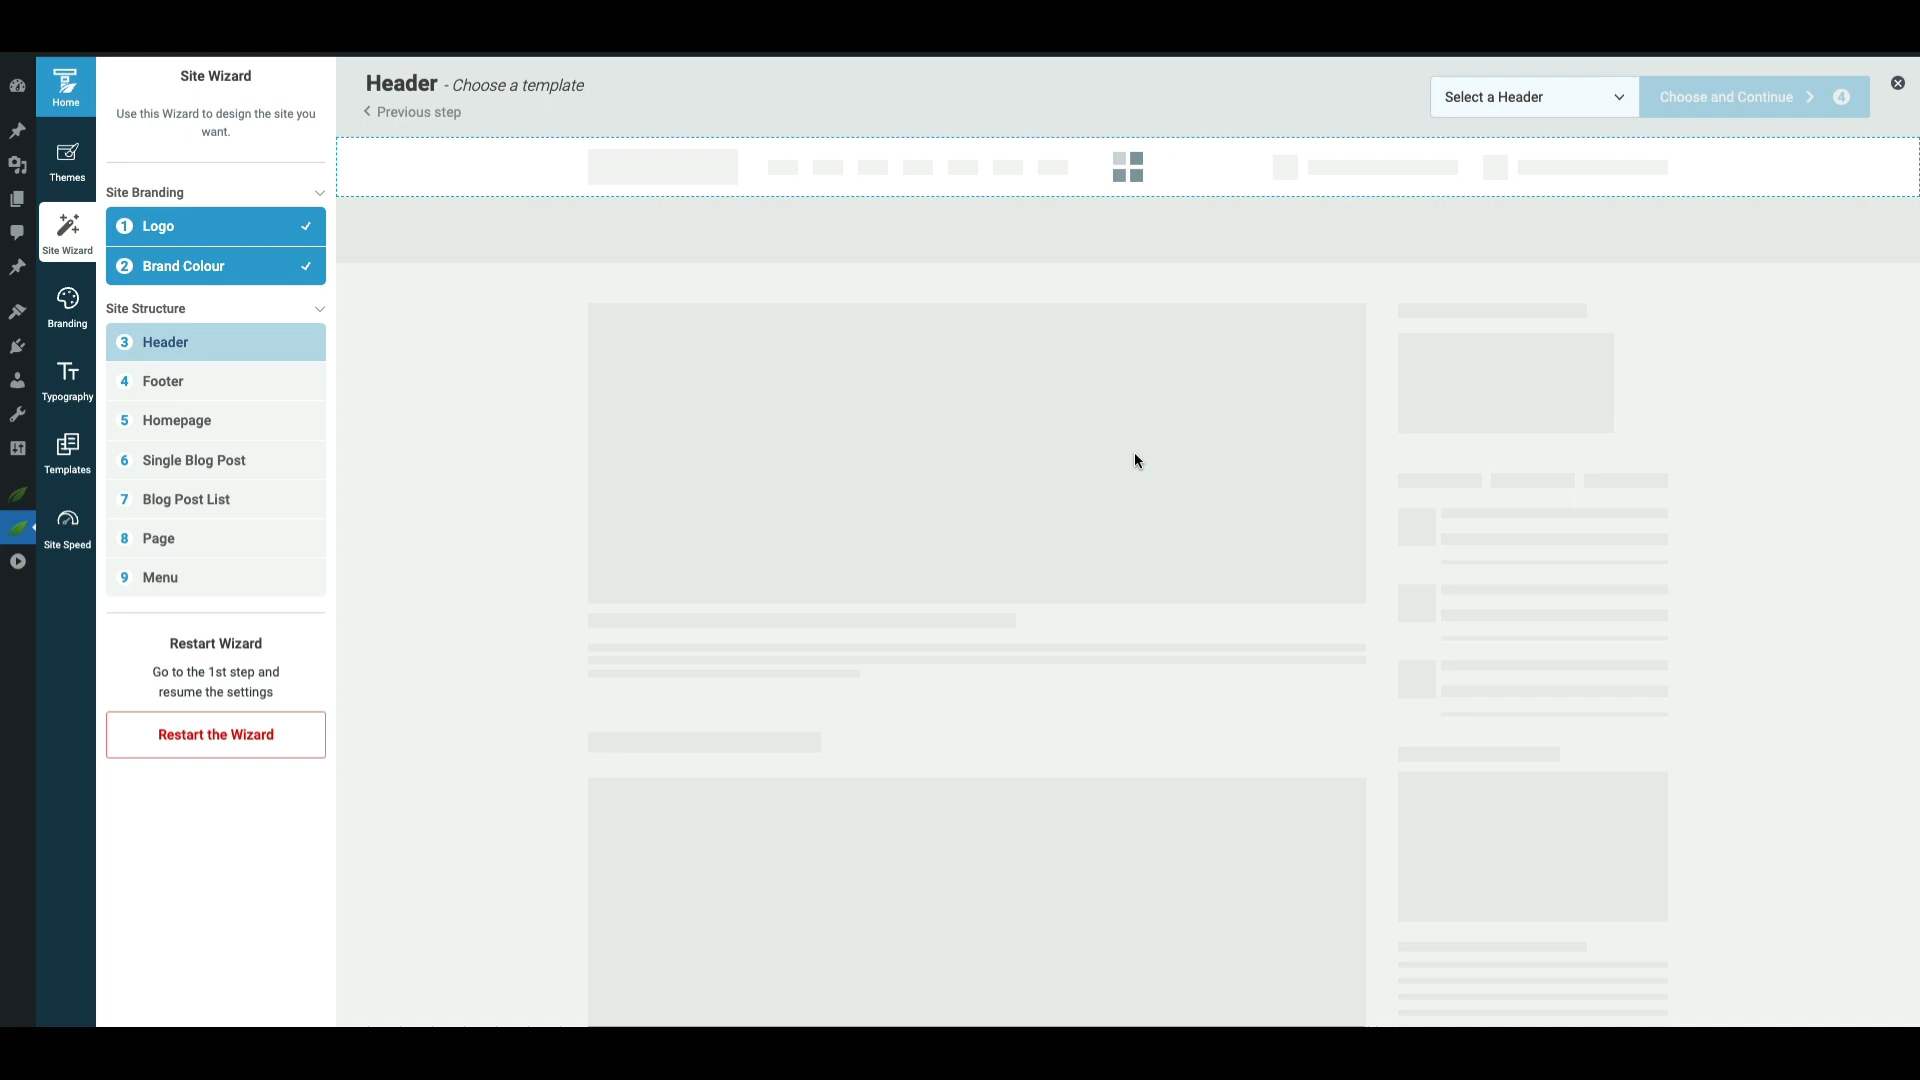 Home
Themes
Site Wizard
Branding
Typography
Templates
Site Speed
Site Wizard
Use this Wizard to design the site you
want.
Site Branding
1 Logo
2 Brand Colour
Site Structure
3 Header
4 Footer
5 Homepage
6 Single Blog Post
7 Blog Post List
8 Page
9 Menu
Restart Wizard
Go to the 1st step and
resume the settings
Restart the Wizard
Header - Choose a template
Previous step
Select a Header
Choose and Continue 4